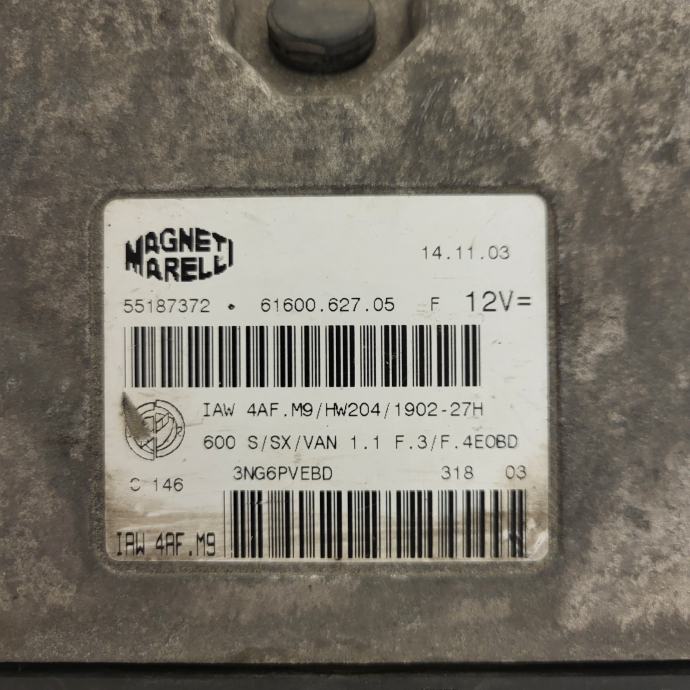 MAGNETI
MARELLI
14.11.03
55187372 • 61600.627.05 F 12V=
IAW 4AF.M9/HW204/1902-27H
600 S/SX/VAN 1.1 F.3/F.4EOBD
3NG6PVEBD 318 03
146
IAW 4AF.M9